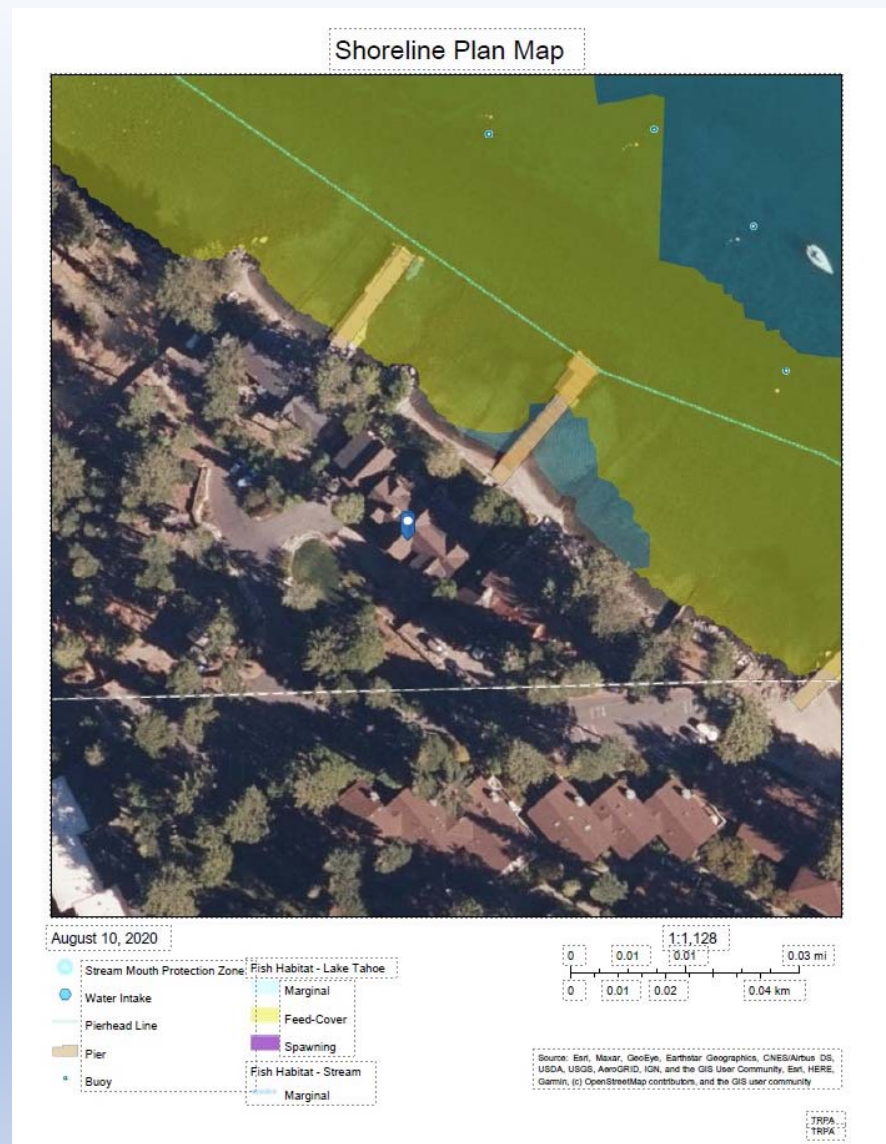 Shoreline Plan Map
August 10, 2020
1:1,128
Stream Mouth Protection Zone
Water Intake
Pierhead Line
Pier
Buoy
Fish Habitat - Lake Tahoe
Marginal
Feed-Cover
Spawning
Fish Habitat - Stream
Marginal
0 0.01 0.01 0.03 mi
0 0.01 0.02 0.04 km
Source: Esri, Maxar, GeoEye, Earthstar Geographics, CNES/Airbus DS,
USDA, USGS, AeroGRID, IGN, and the GIS User Community, Esri, HERE,
Garmin, (c) OpenStreetMap contributors, and the GIS user community
TRPA
TRPA